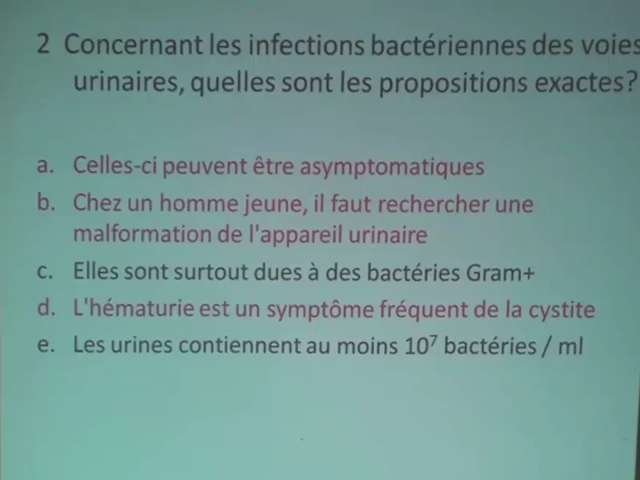 2 Concernant les infections bactériennes des voies
urinaires, quelles sont les propositions exactes?
a. Celles-ci peuvent être asymptomatiques
b. Chez un homme jeune, il faut rechercher une
malformation de l'appareil urinaire
c. Elles sont surtout dues à des bactéries Gram+
d. L'hématurie est un symptôme fréquent de la cystite
e. Les urines contiennent au moins 10⁷ bactéries / ml